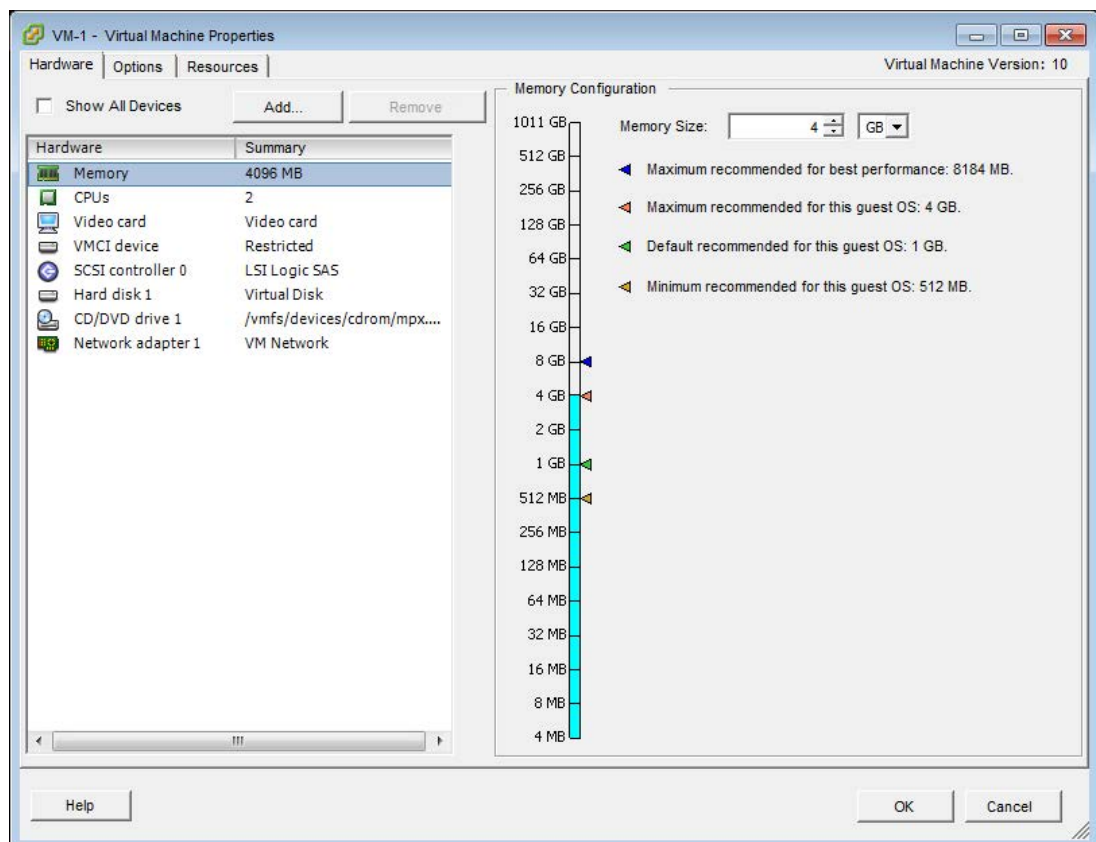 VM-1 - Virtual Machine Properties
Hardware Options Resources Virtual Machine Version: 10
Show All Devices Add... Remove
Hardware Summary
Memory 4096 MB
CPUs 2
Video card Video card
VMCI device Restricted
SCSI controller 0 LSI Logic SAS
Hard disk 1 Virtual Disk
CD/DVD drive 1 /vmfs/devices/cdrom/mpx....
Network adapter 1 VM Network
Memory Configuration
Memory Size: 4 GB
Maximum recommended for best performance: 8184 MB.
Maximum recommended for this guest OS: 4 GB.
Default recommended for this guest OS: 1 GB.
Minimum recommended for this guest OS: 512 MB.
1011 GB
512 GB
256 GB
128 GB
64 GB
32 GB
16 GB
8 GB
4 GB
2 GB
1 GB
512 MB
256 MB
128 MB
64 MB
32 MB
16 MB
8 MB
4 MB
Help OK Cancel